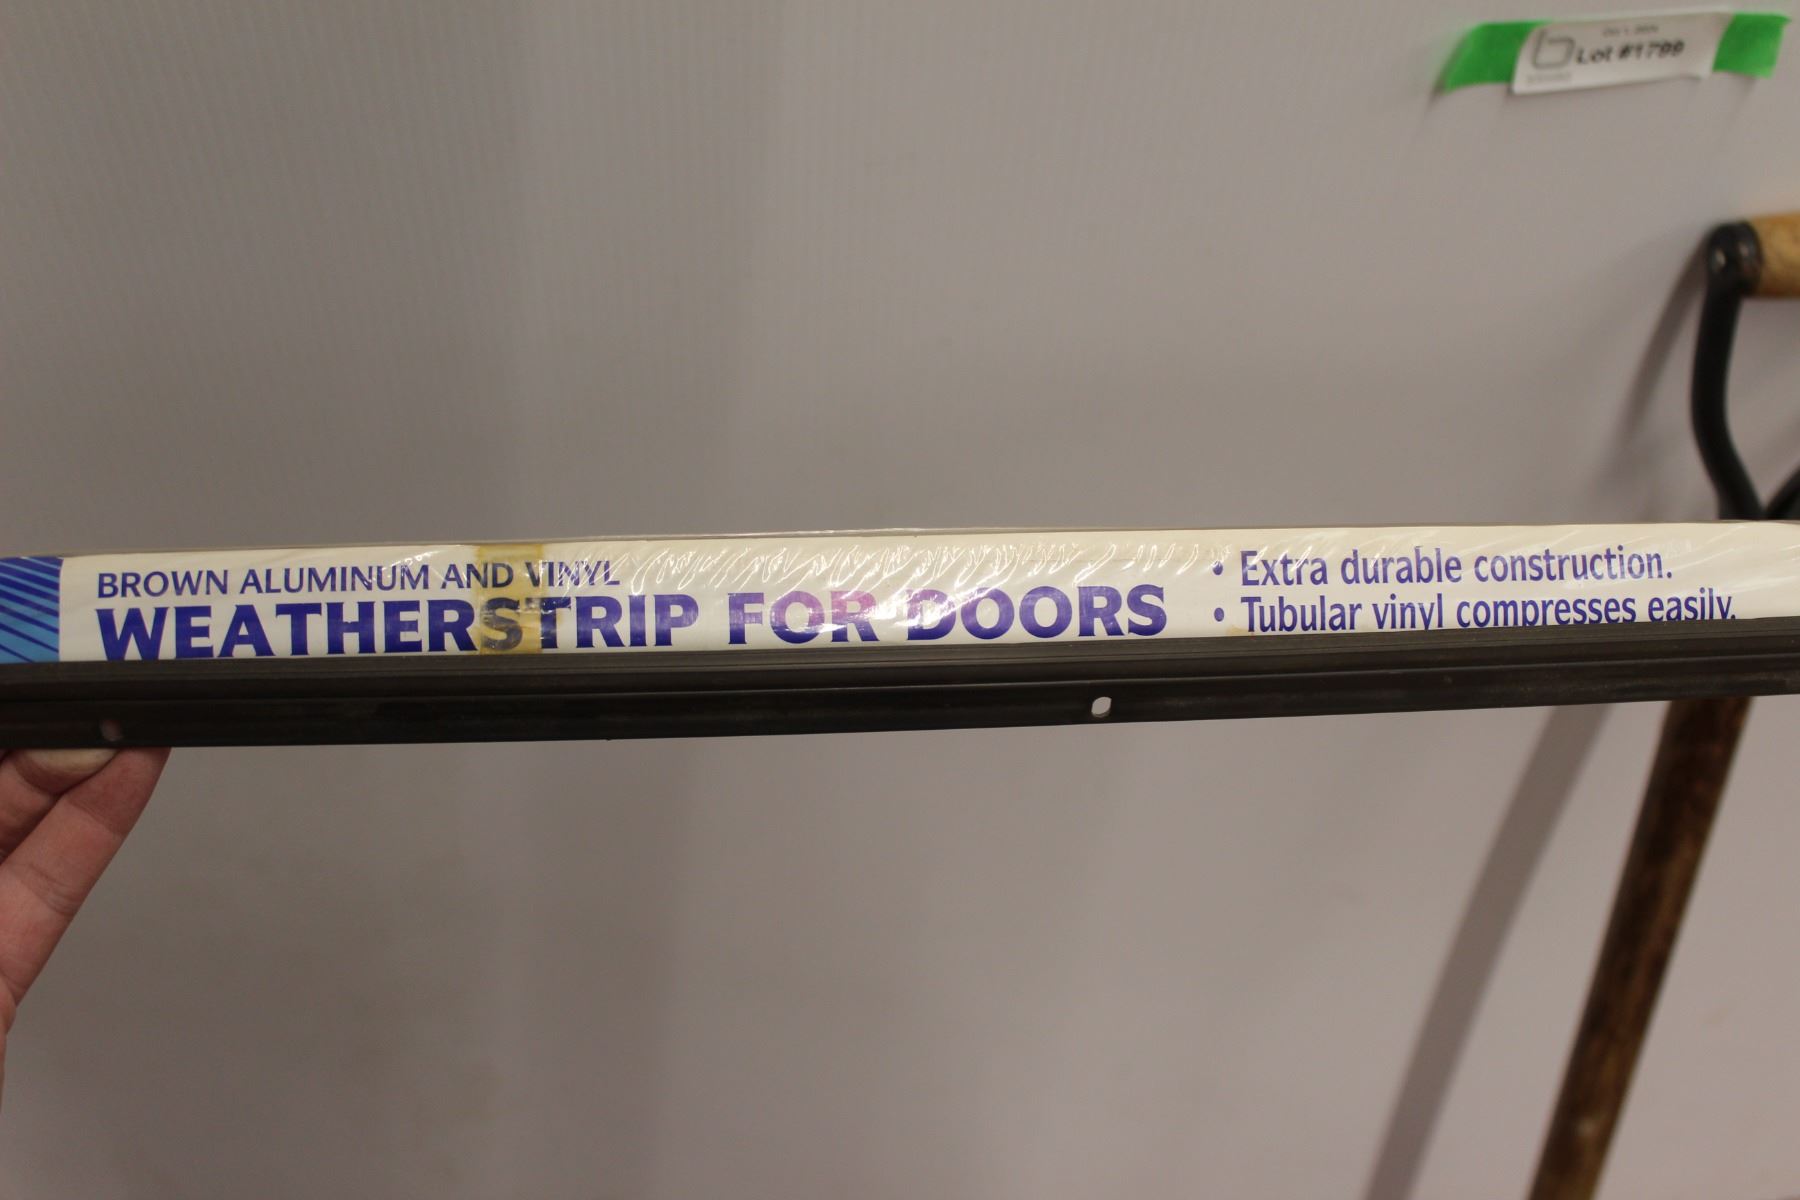 Lot #1799
BROWN ALUMINUM AND VINYL
WEATHERSTRIP FOR DOORS
• Extra durable construction.
• Tubular vinyl compresses easily.